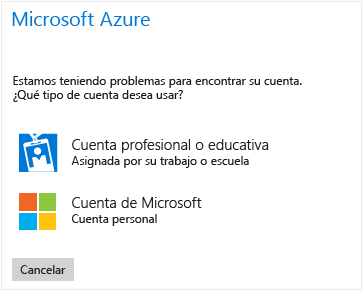 Microsoft Azure
Estamos teniendo problemas para encontrar su cuenta.
¿Qué tipo de cuenta desea usar?
Cuenta profesional o educativa
Asignada por su trabajo o escuela
Cuenta de Microsoft
Cuenta personal
Cancelar